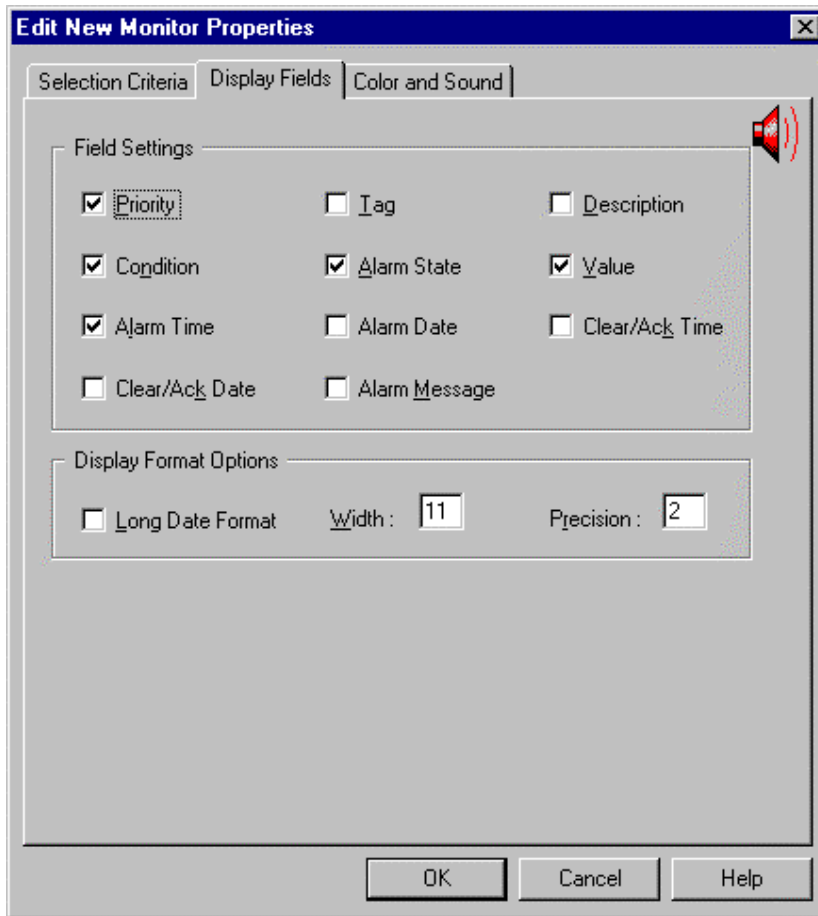 Edit New Monitor Properties
Selection Criteria Display Fields Color and Sound
Field Settings
Priority Tag Description
Condition Alarm State Value
Alarm Time Alarm Date Clear/Ack Time
Clear/Ack Date Alarm Message
Display Format Options
Long Date Format Width : 11 Precision : 2
OK Cancel Help